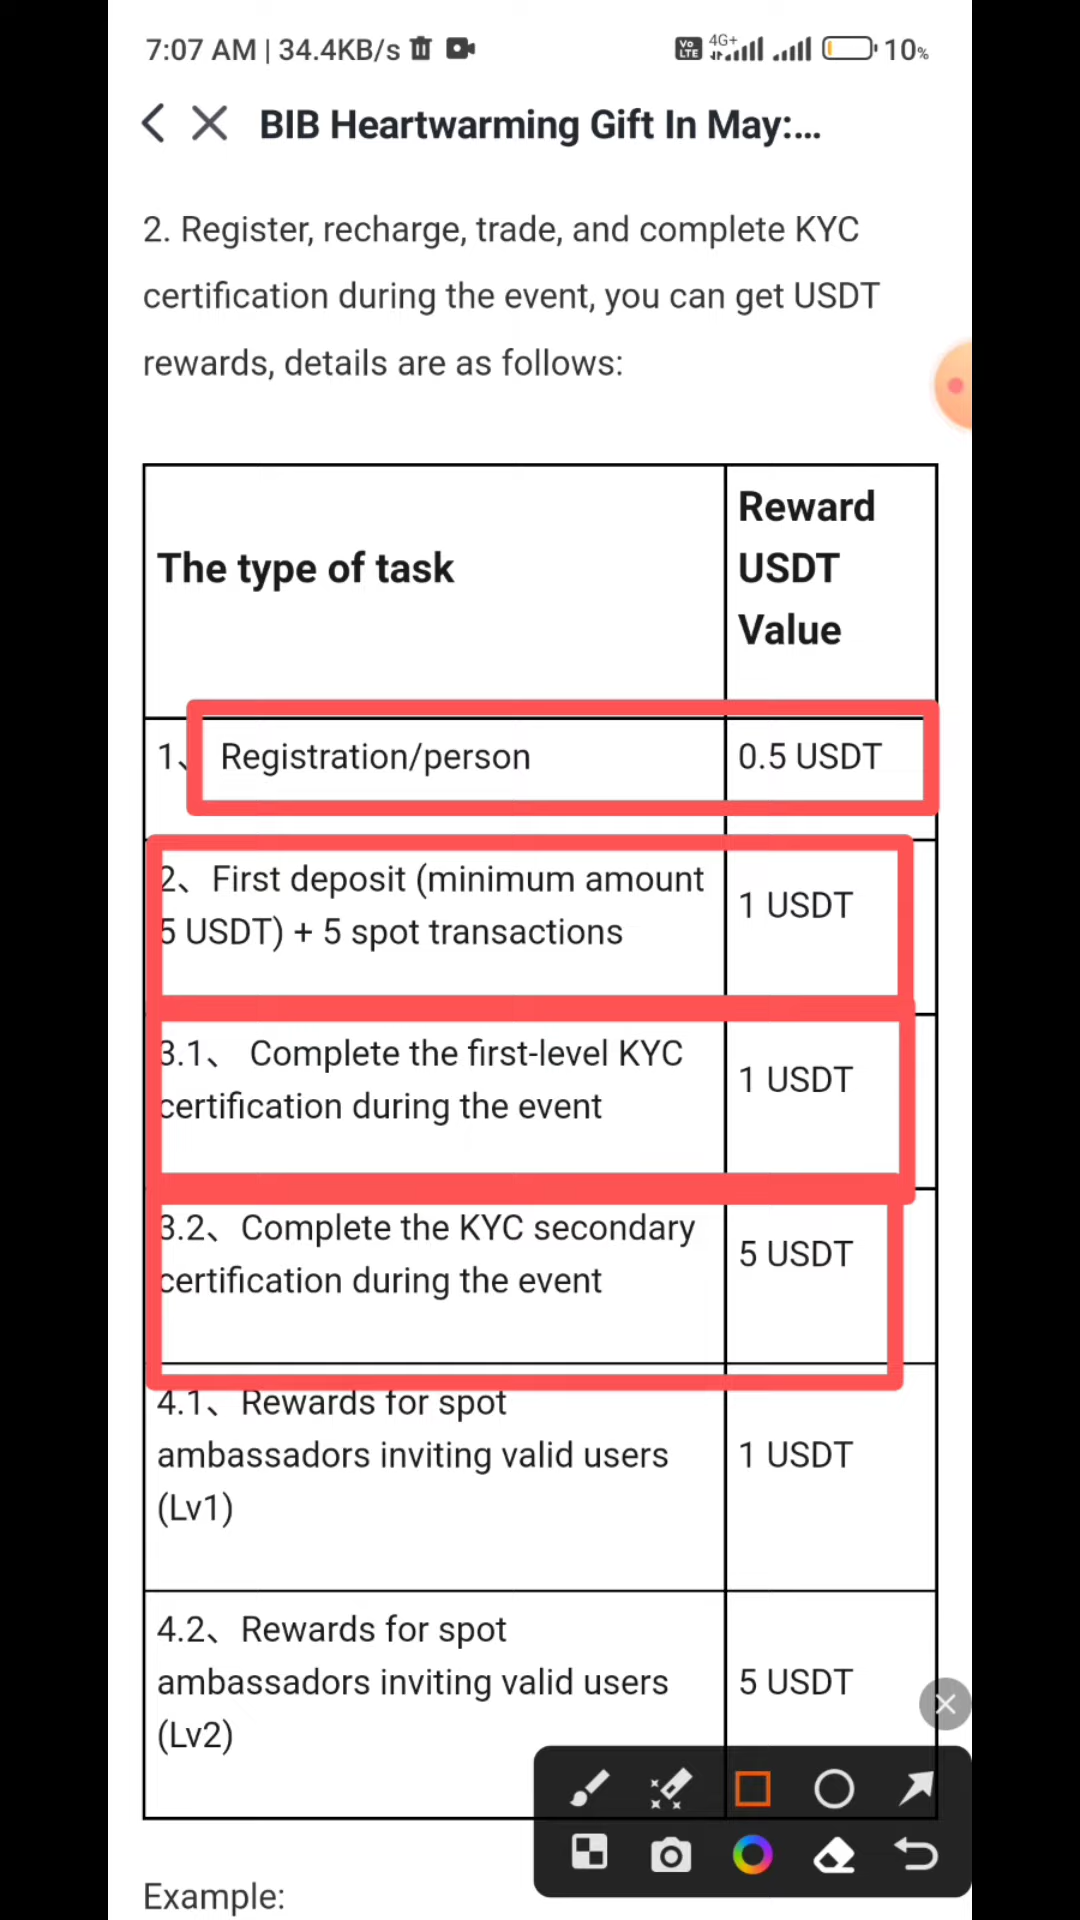 7:07 AM | 34.4KB/s
Vo LTE 4G+ 10%
BIB Heartwarming Gift In May:...
2. Register, recharge, trade, and complete KYC
certification during the event, you can get USDT
rewards, details are as follows:
The type of task
Reward
USDT
Value
1、 Registration/person
0.5 USDT
2、First deposit (minimum amount
5 USDT) + 5 spot transactions
1 USDT
3.1、 Complete the first-level KYC
certification during the event
1 USDT
3.2、Complete the KYC secondary
certification during the event
5 USDT
4.1、Rewards for spot
ambassadors inviting valid users
(Lv1)
1 USDT
4.2、Rewards for spot
ambassadors inviting valid users
(Lv2)
5 USDT
Example: